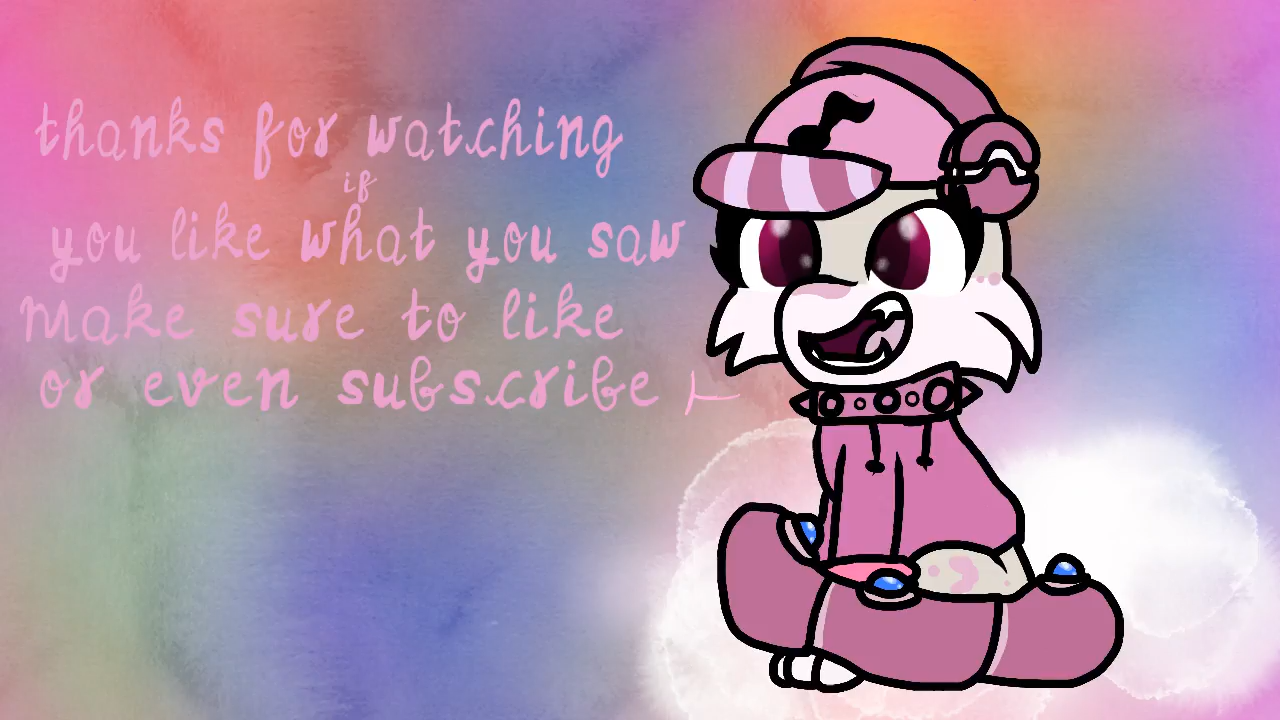 thanks for watching
if
you like what you saw
make sure to like
or even subscribe